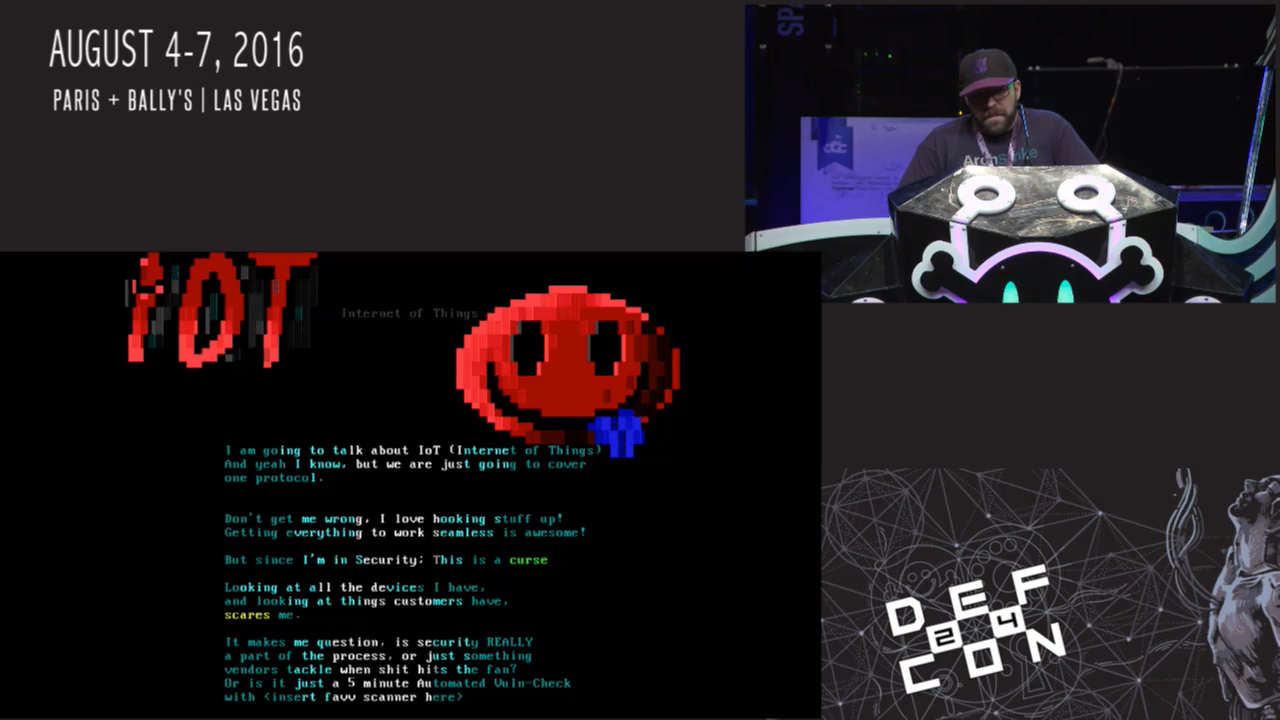 AUGUST 4-7, 2016
PARIS + BALLY'S | LAS VEGAS
ArchStrike
iOT
Internet of Things
I am going to talk about IoT (Internet of Things)
And yeah I know, but we are just going to cover
one protocol.
Don't get me wrong, I love hooking stuff up!
Getting everything to work seamless is awesome!
But since I'm in Security; This is a curse
Looking at all the devices I have,
and looking at things customers have,
scares me.
It makes me question, is security REALLY
a part of the process, or just something
vendors tackle when shit hits the fan?
Or is it just a 5 minute Automated Vuln-Check
with <insert favv scanner here>
DEF
24
CON